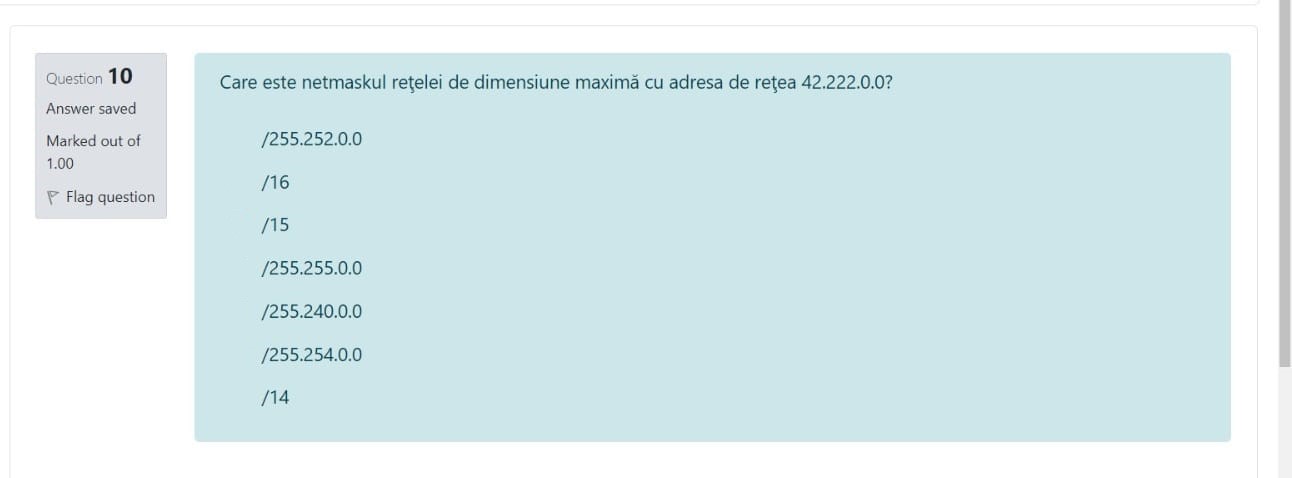 Question 10
Answer saved
Marked out of
1.00
Flag question
Care este netmaskul reţelei de dimensiune maximă cu adresa de reţea 42.222.0.0?
/255.252.0.0
/16
/15
/255.255.0.0
/255.240.0.0
/255.254.0.0
/14